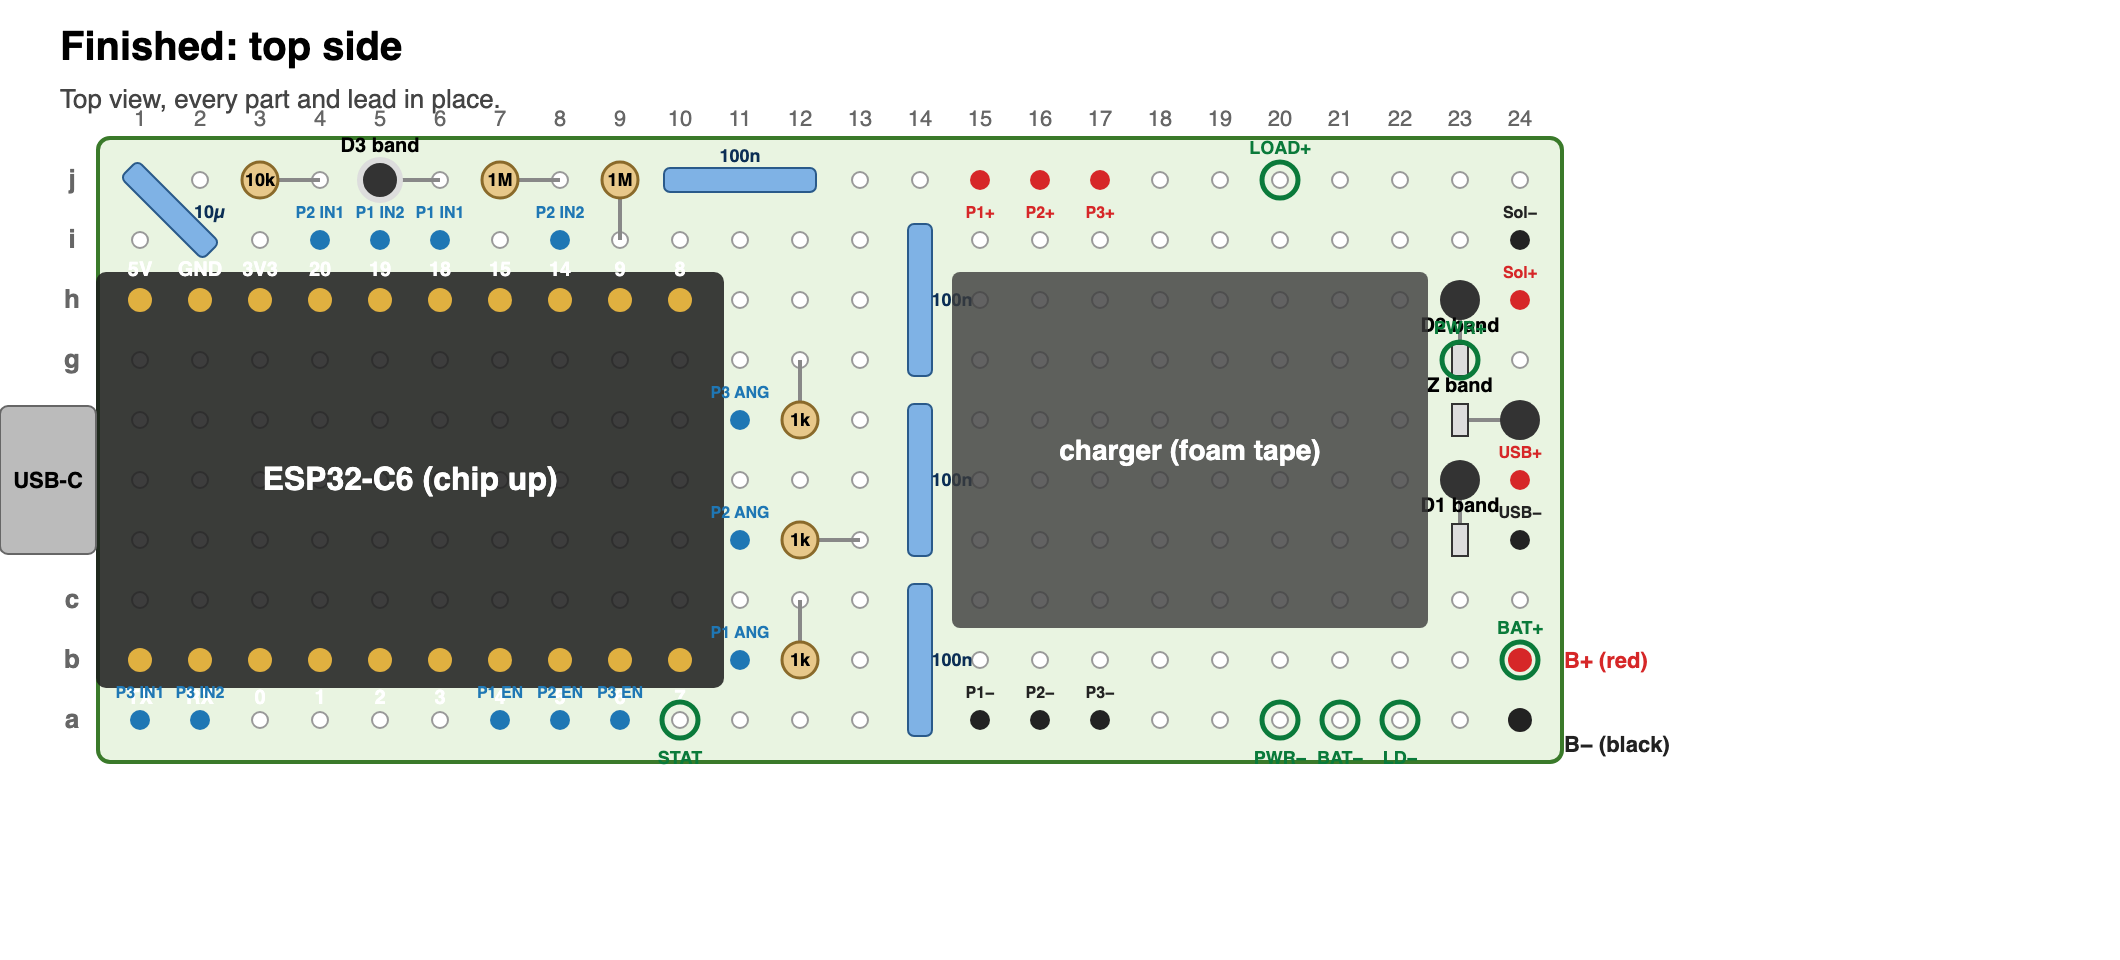 Finished: top side
Top view, every part and lead in place.
1 2 3 4 5 6 7 8 9 10 11 12 13 14 15 16 17 18 19 20 21 22 23 24
D3 band
100n
LOAD+
j
10k
1M
1M
10µ
P2 IN1
P1 IN2
P1 IN1
P2 IN2
P1+
P2+
P3+
Sol–
i
5V GND 3V3 20 19 18 15 14 9 8
Sol+
h
100n
D2 band
PWR+
g
Z band
P3 ANG
1k
USB-C
ESP32-C6 (chip up)
charger (foam tape)
USB+
100n
D1 band
USB–
P2 ANG
1k
c
BAT+
P1 ANG
b
1k
100n
B+ (red)
P3 IN1
P3 IN2
0 1 2 3
P1 EN
P2 EN
P3 EN
7
P1–
P2–
P3–
a
B– (black)
STAT
PWR–
BAT–
LD–